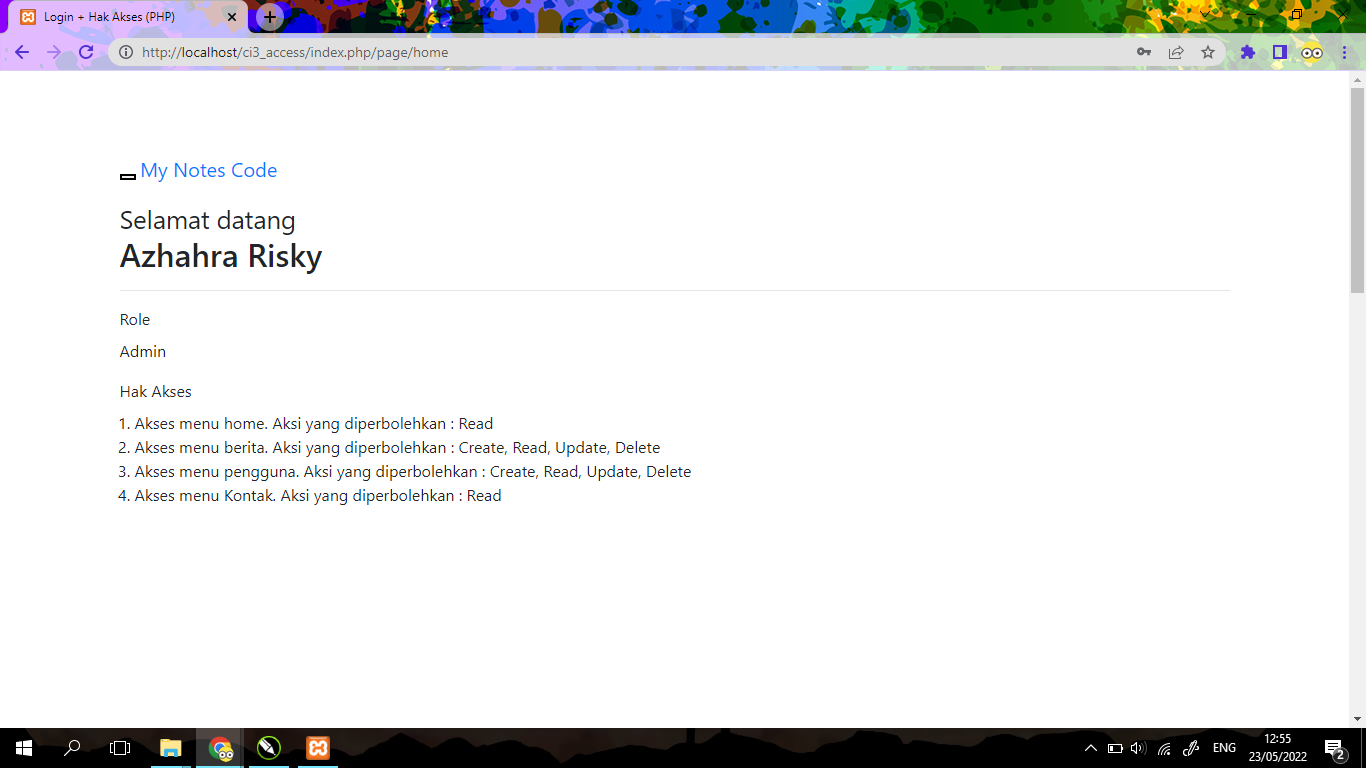 Login + Hak Akses (PHP)
http://localhost/ci3_access/index.php/page/home
My Notes Code
Selamat datang
Azhahra Risky
Role
Admin
Hak Akses
1. Akses menu home. Aksi yang diperbolehkan : Read
2. Akses menu berita. Aksi yang diperbolehkan : Create, Read, Update, Delete
3. Akses menu pengguna. Aksi yang diperbolehkan : Create, Read, Update, Delete
4. Akses menu Kontak. Aksi yang diperbolehkan : Read
ENG
12:55
23/05/2022
2